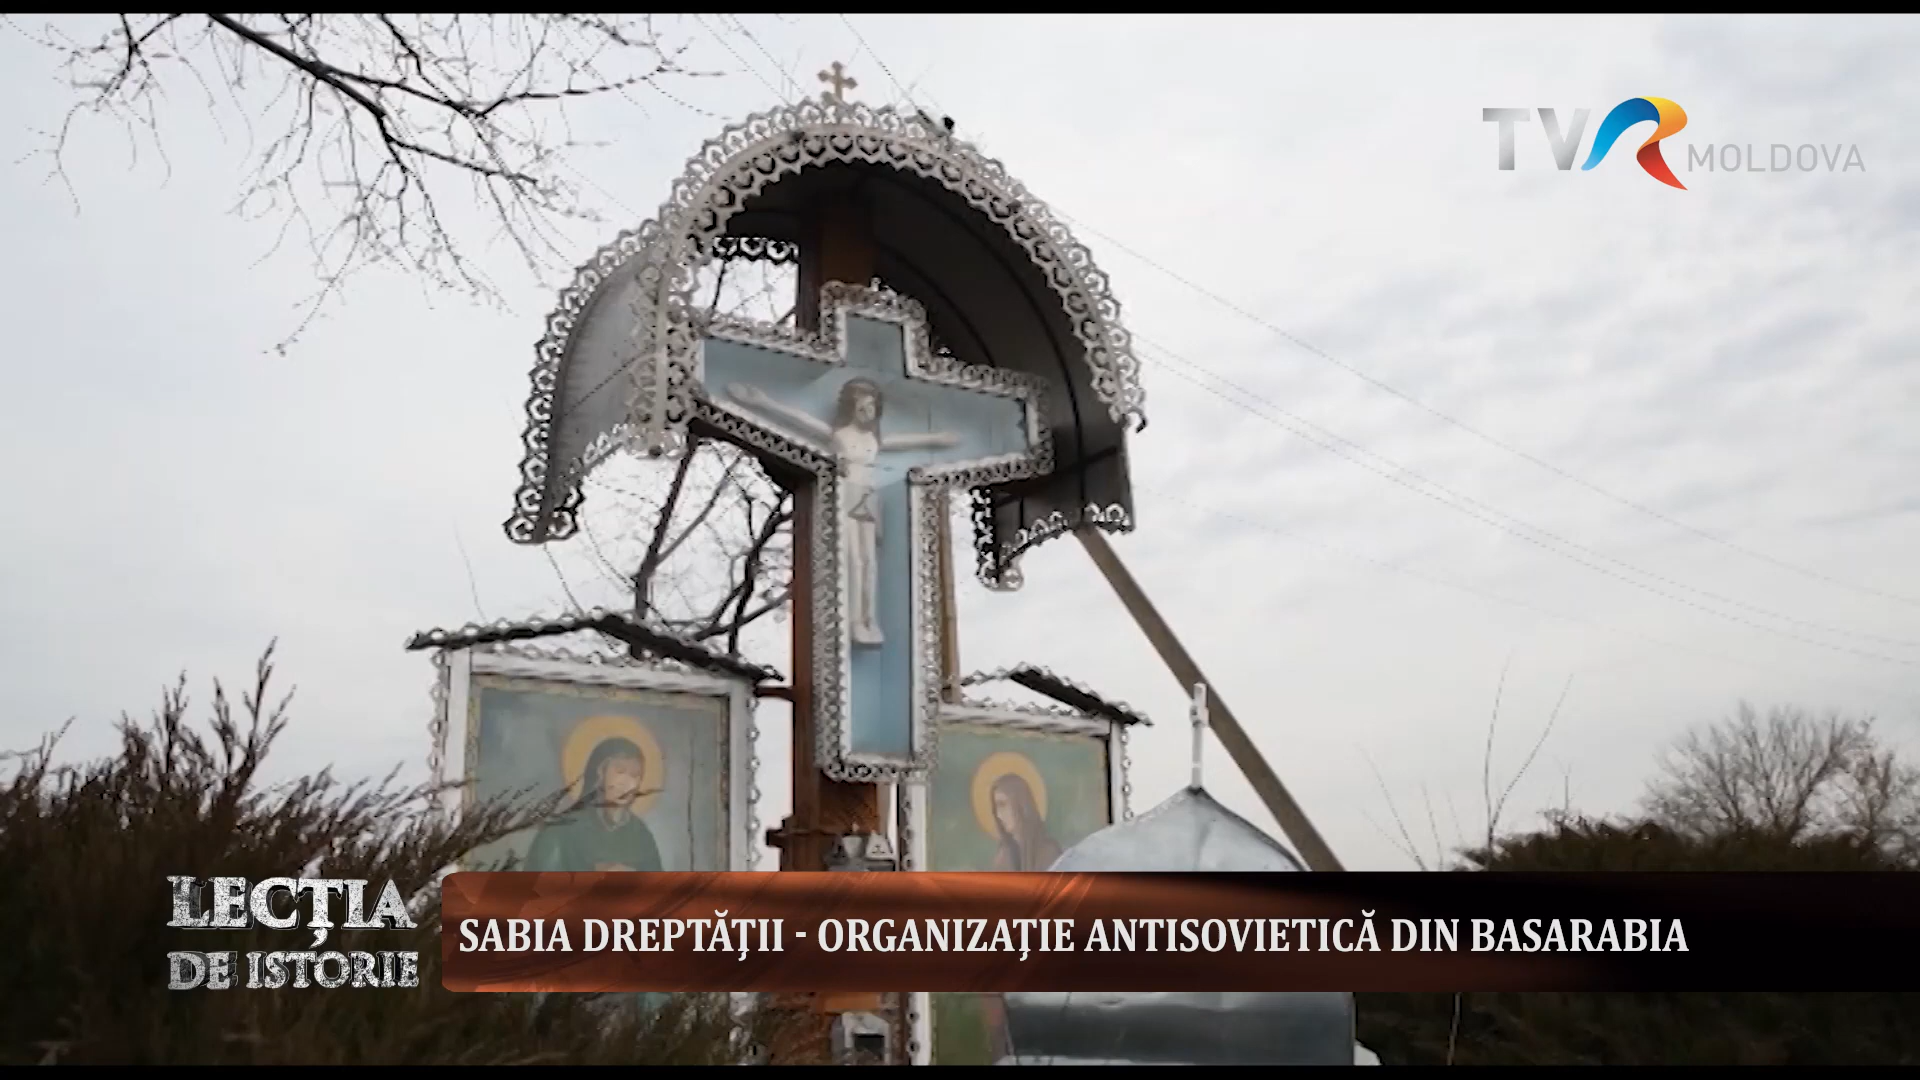 TVR MOLDOVA
LECȚIA
DE ISTORIE
SABIA DREPTĂȚII - ORGANIZAȚIE ANTISOVIETICĂ DIN BASARABIA